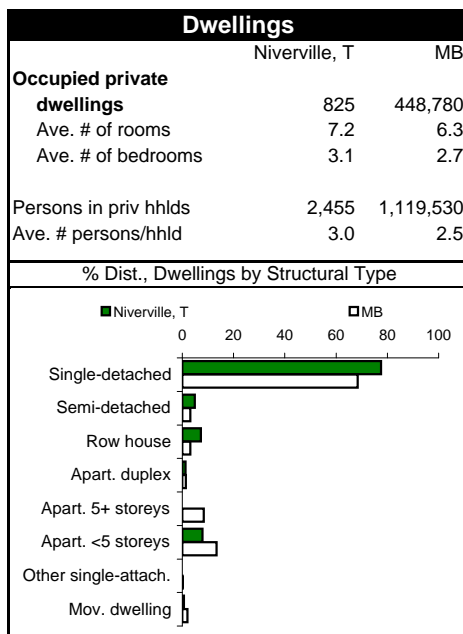 Dwellings
Niverville, T MB
Occupied private
dwellings 825 448,780
Ave. # of rooms 7.2 6.3
Ave. # of bedrooms 3.1 2.7
Persons in priv hhlds 2,455 1,119,530
Ave. # persons/hhld 3.0 2.5
% Dist., Dwellings by Structural Type
Niverville, T MB
0 20 40 60 80 100
Single-detached
Semi-detached
Row house
Apart. duplex
Apart. 5+ storeys
Apart. <5 storeys
Other single-attach.
Mov. dwelling